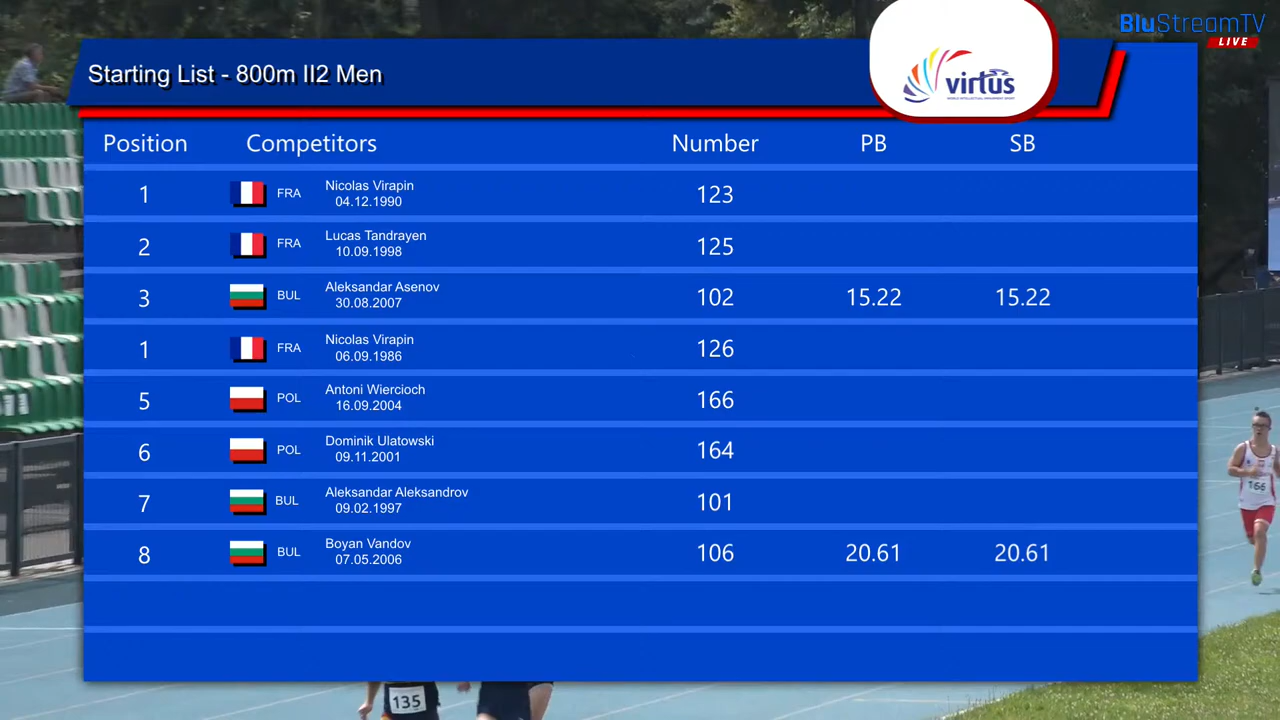 BluStreamTV
LIVE
Starting List - 800m II2 Men
virtus
Position Competitors Number PB SB
1 FRA Nicolas Virapin 04.12.1990 123
2 FRA Lucas Tandrayen 10.09.1998 125
3 BUL Aleksandar Asenov 30.08.2007 102 15.22 15.22
1 FRA Nicolas Virapin 06.09.1986 126
5 POL Antoni Wiercioch 16.09.2004 166
6 POL Dominik Ulatowski 09.11.2001 164
7 BUL Aleksandar Aleksandrov 09.02.1997 101
8 BUL Boyan Vandov 07.05.2006 106 20.61 20.61
166
135